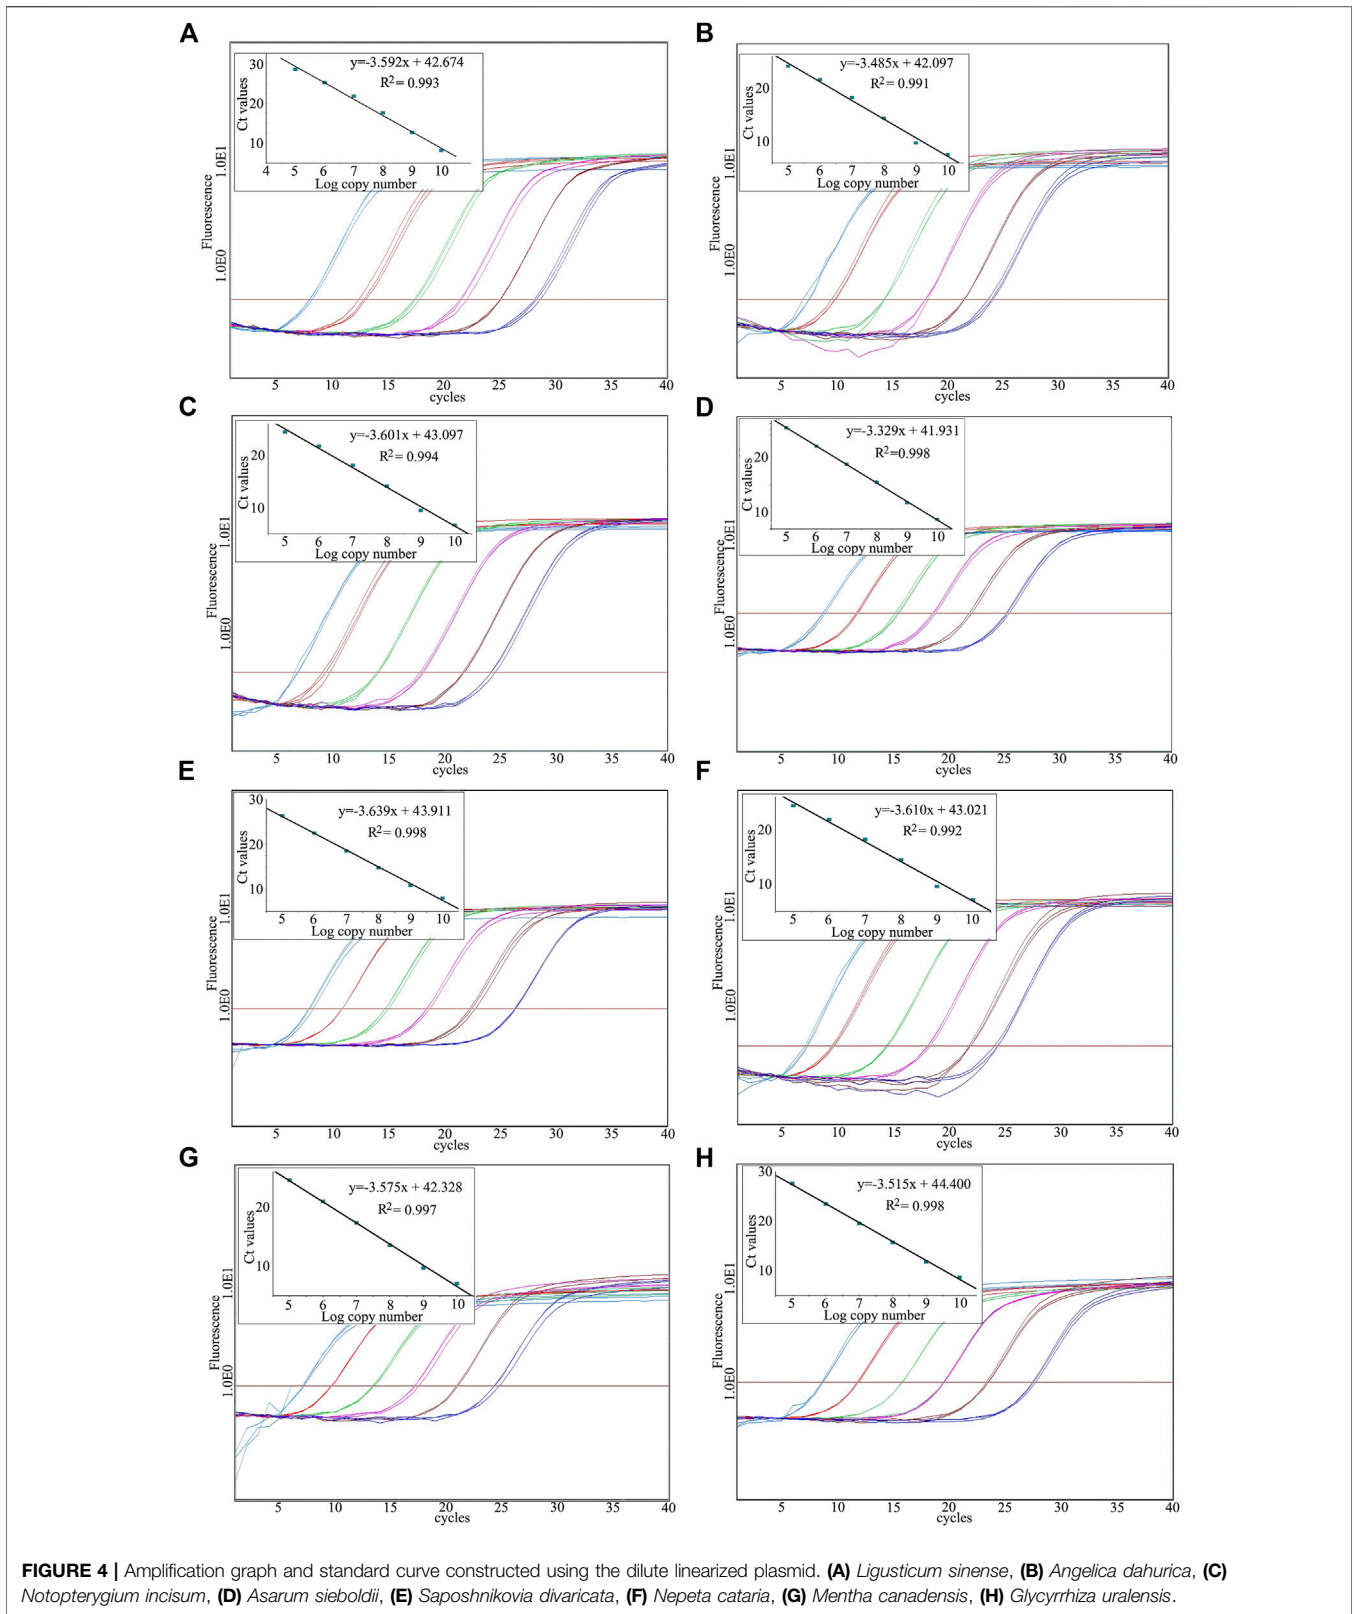 A
30
20
10
Ct values
y=-3.592x + 42.674
R2= 0.993
4 5 6 7 8 9 10
Log copy number
1.0E1
1.0E0
Fluorescence
5 10 15 20 25 30 35 40
cycles
B
20
10
Ct values
y=-3.485x + 42.097
R2= 0.991
5 6 7 8 9 10
Log copy number
1.0E1
1.0E0
Fluorescence
5 10 15 20 25 30 35 40
cycles
C
20
10
Ct values
y=-3.601x + 43.097
R2= 0.994
5 6 7 8 9 10
Log copy number
1.0E1
1.0E0
Fluorescence
5 10 15 20 25 30 35 40
cycles
D
20
10
Ct values
y=-3.329x + 41.931
R2=0.998
5 6 7 8 9 10
Log copy number
1.0E1
1.0E0
Fluorescence
5 10 15 20 25 30 35 40
cycles
E
30
20
10
Ct values
y=-3.639x + 43.911
R2= 0.998
5 6 7 8 9 10
Log copy number
1.0E1
1.0E0
Fluorescence
5 10 15 20 25 30 35 40
cycles
F
20
10
Ct values
y=-3.610x + 43.021
R2= 0.992
5 6 7 8 9 10
Log copy number
1.0E1
1.0E0
Fluorescence
5 10 15 20 25 30 35 40
cycles
G
20
10
Ct values
y=-3.575x + 42.328
R2= 0.997
5 6 7 8 9 10
Log copy number
1.0E1
1.0E0
Fluorescence
5 10 15 20 25 30 35 40
cycles
H
30
20
10
Ct values
y=-3.515x + 44.400
R2= 0.998
5 6 7 8 9 10
Log copy number
1.0E1
1.0E0
Fluorescence
5 10 15 20 25 30 35 40
cycles
FIGURE 4 | Amplification graph and standard curve constructed using the dilute linearized plasmid. (A) Ligusticum sinense, (B) Angelica dahurica, (C)
Notopterygium incisum, (D) Asarum sieboldii, (E) Saposhnikovia divaricata, (F) Nepeta cataria, (G) Mentha canadensis, (H) Glycyrrhiza uralensis.